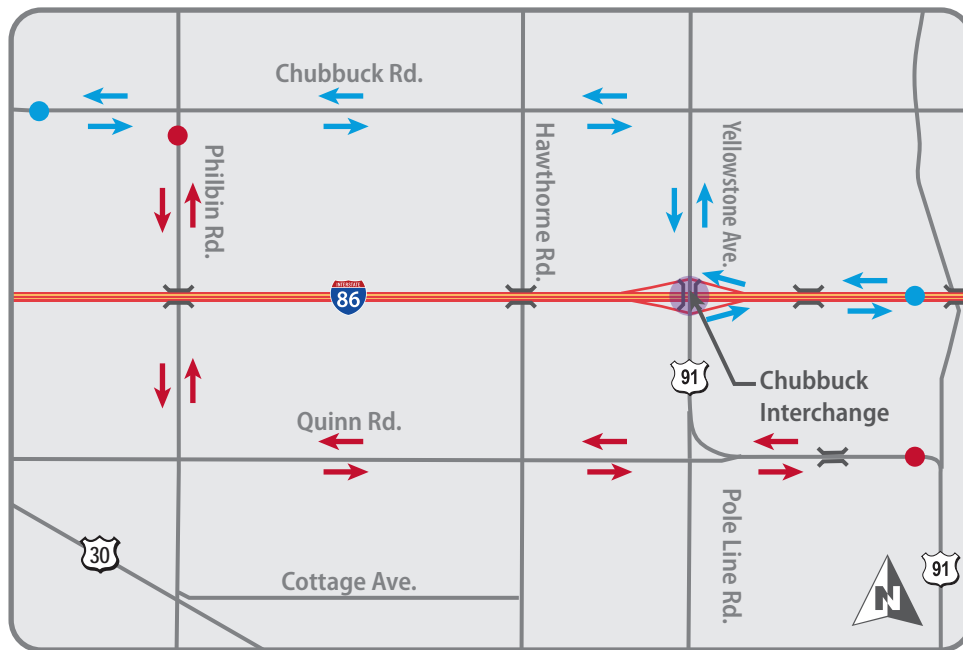 Chubbuck Rd.
Philbin Rd.
Hawthorne Rd.
Yellowstone Ave.
INTERSTATE
86
91
Chubbuck
Interchange
Quinn Rd.
Pole Line Rd.
30
Cottage Ave.
91
N